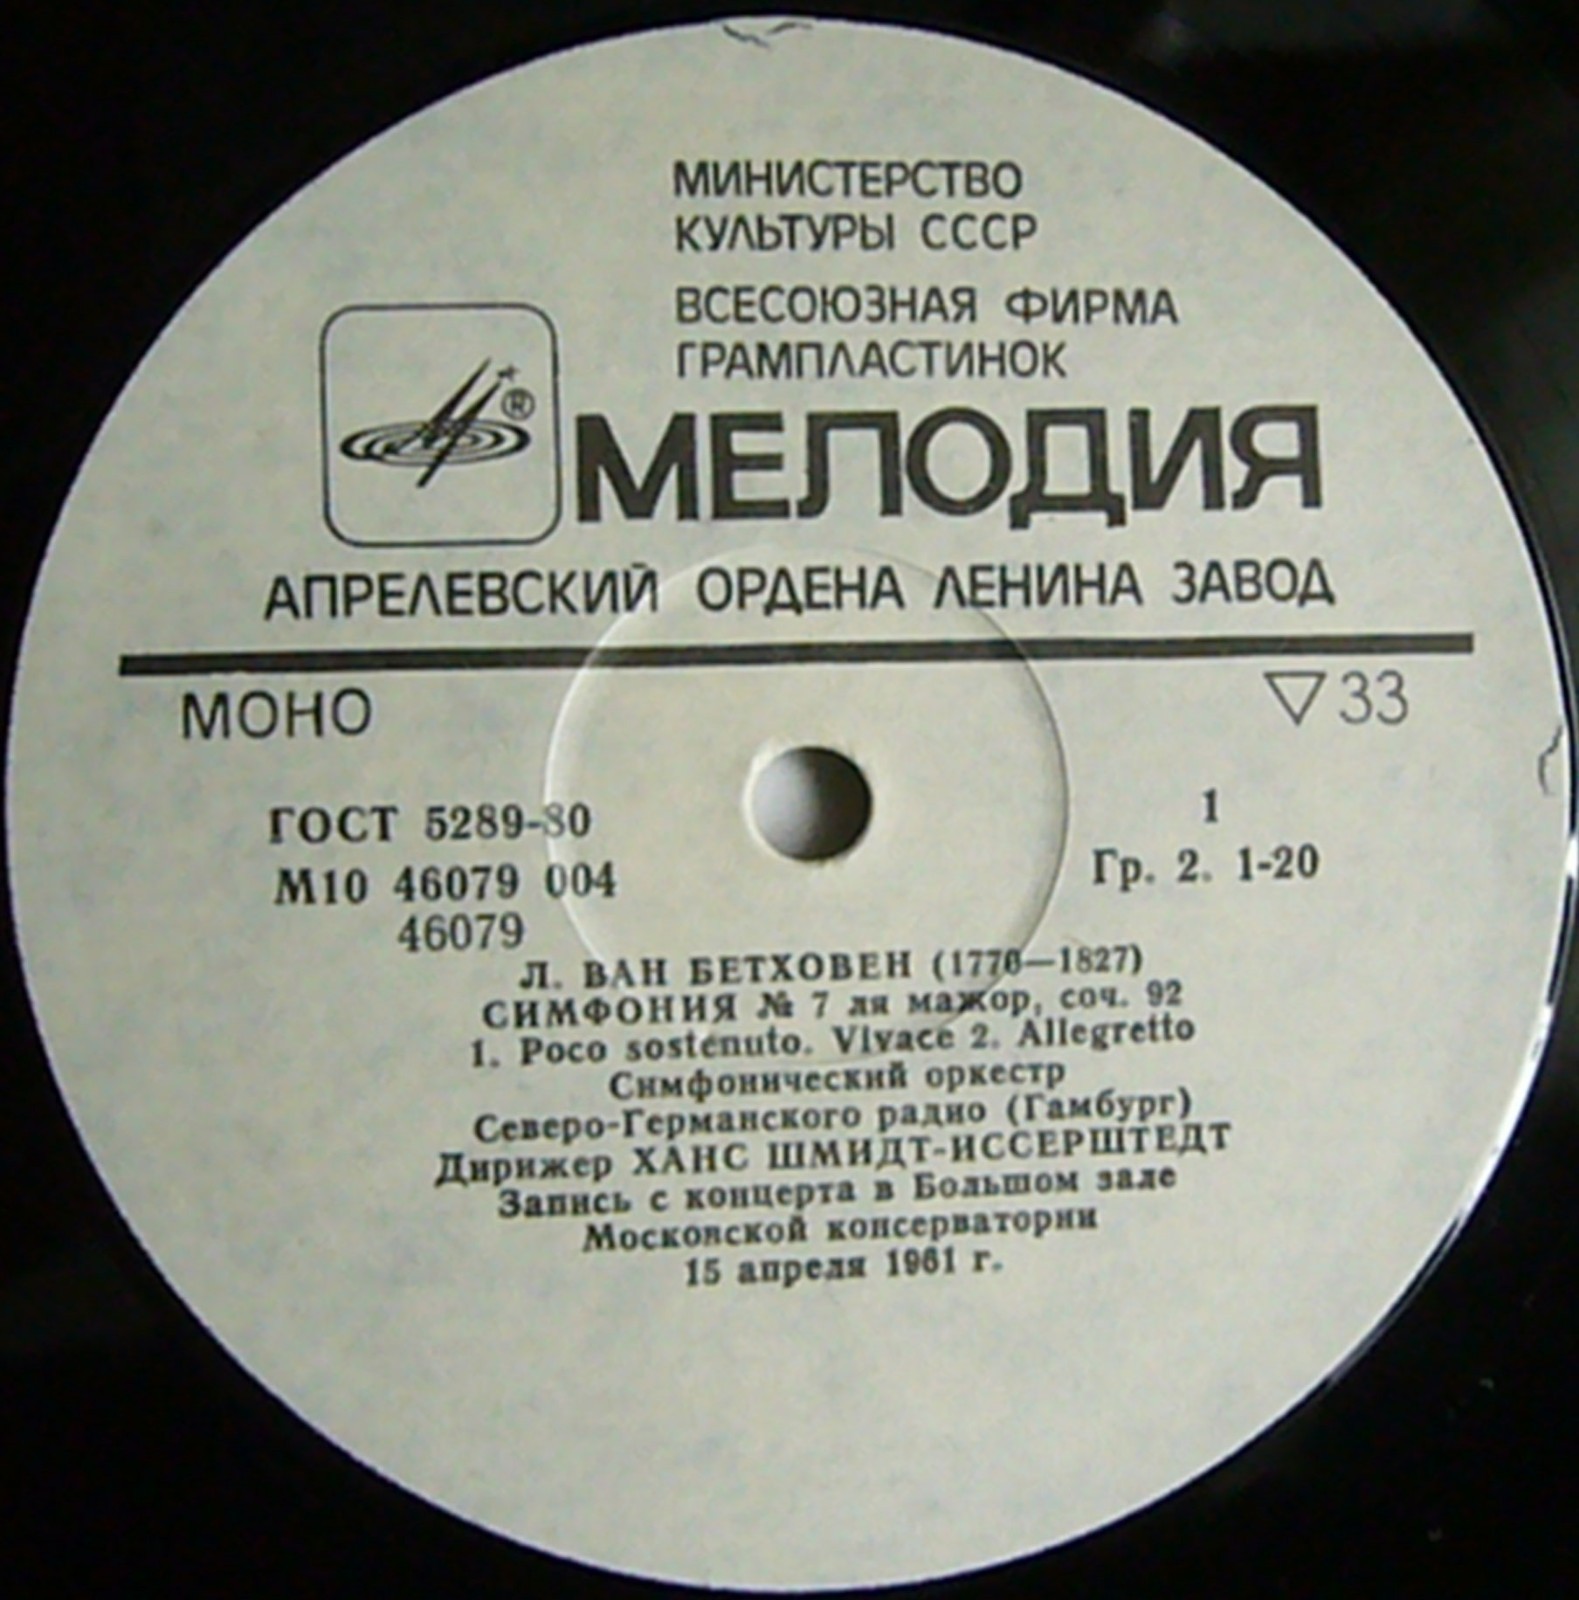 МИНИСТЕРСТВО
КУЛЬТУРЫ СССР
ВСЕСОЮЗНАЯ ФИРМА
ГРАМПЛАСТИНОК
®
МЕЛОДИЯ
АПРЕЛЕВСКИЙ ОРДЕНА ЛЕНИНА ЗАВОД
МОНО
▽33
ГОСТ 5289-80
1
М10 46079 004
Гр. 2. 1-20
46079
Л. ВАН БЕТХОВЕН (1770—1827)
СИМФОНИЯ № 7 ля мажор, соч. 92
1. Poco sostenuto. Vivace 2. Allegretto
Симфонический оркестр
Северо-Германского радио (Гамбург)
Дирижер ХАНС ШМИДТ-ИССЕРШТЕДТ
Запись с концерта в Большом зале
Московской консерватории
15 апреля 1961 г.